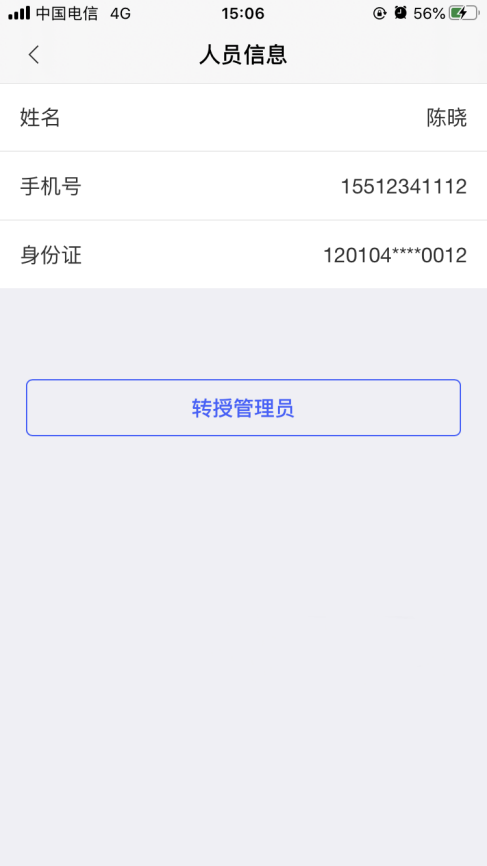 中国电信 4G 15:06 56%
人员信息
姓名 陈晓
手机号 15512341112
身份证 120104****0012
转授管理员